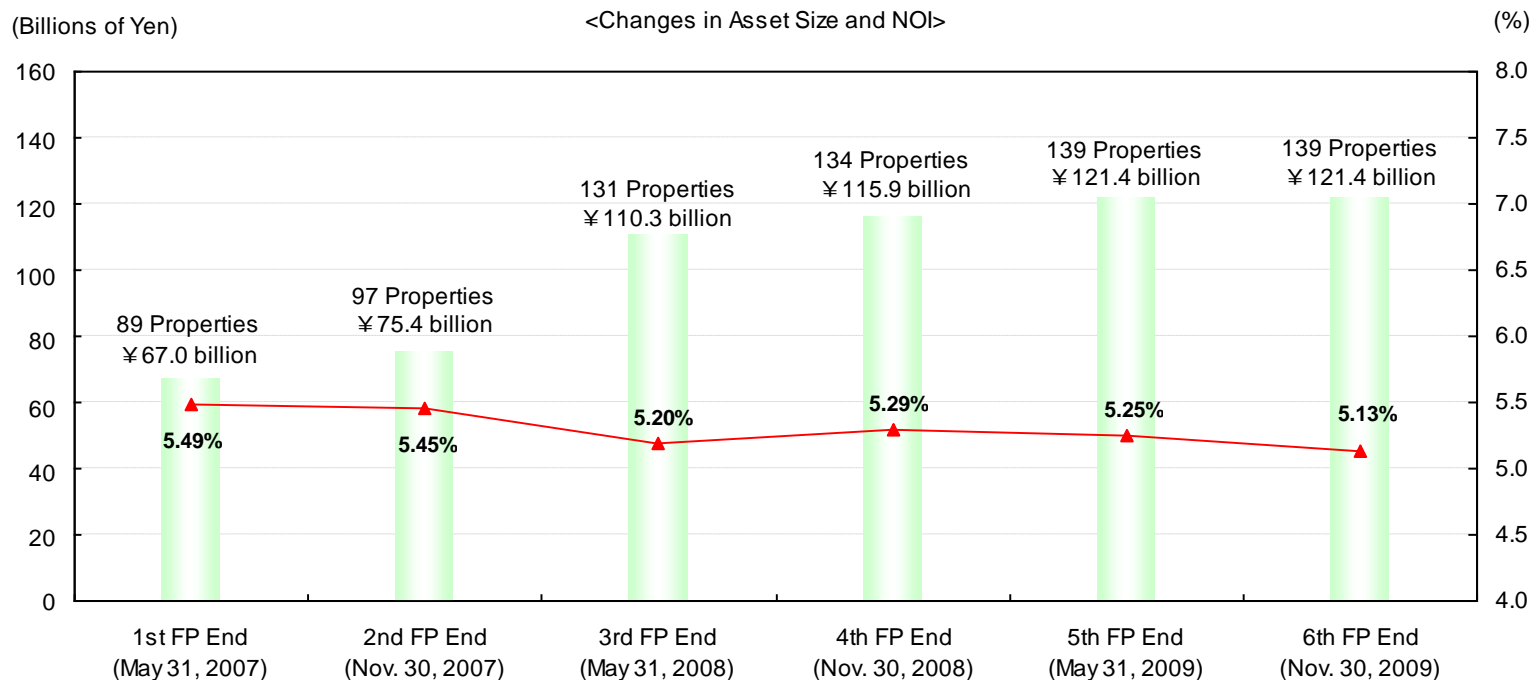 (Billions of Yen)
<Changes in Asset Size and NOI>
(%)
160
140
120
100
80
60
40
20
0
89 Properties
¥67.0 billion
97 Properties
¥75.4 billion
131 Properties
¥110.3 billion
134 Properties
¥115.9 billion
139 Properties
¥121.4 billion
139 Properties
¥121.4 billion
5.49%
5.45%
5.20%
5.29%
5.25%
5.13%
8.0
7.5
7.0
6.5
6.0
5.5
5.0
4.5
4.0
1st FP End
(May 31, 2007)
2nd FP End
(Nov. 30, 2007)
3rd FP End
(May 31, 2008)
4th FP End
(Nov. 30, 2008)
5th FP End
(May 31, 2009)
6th FP End
(Nov. 30, 2009)